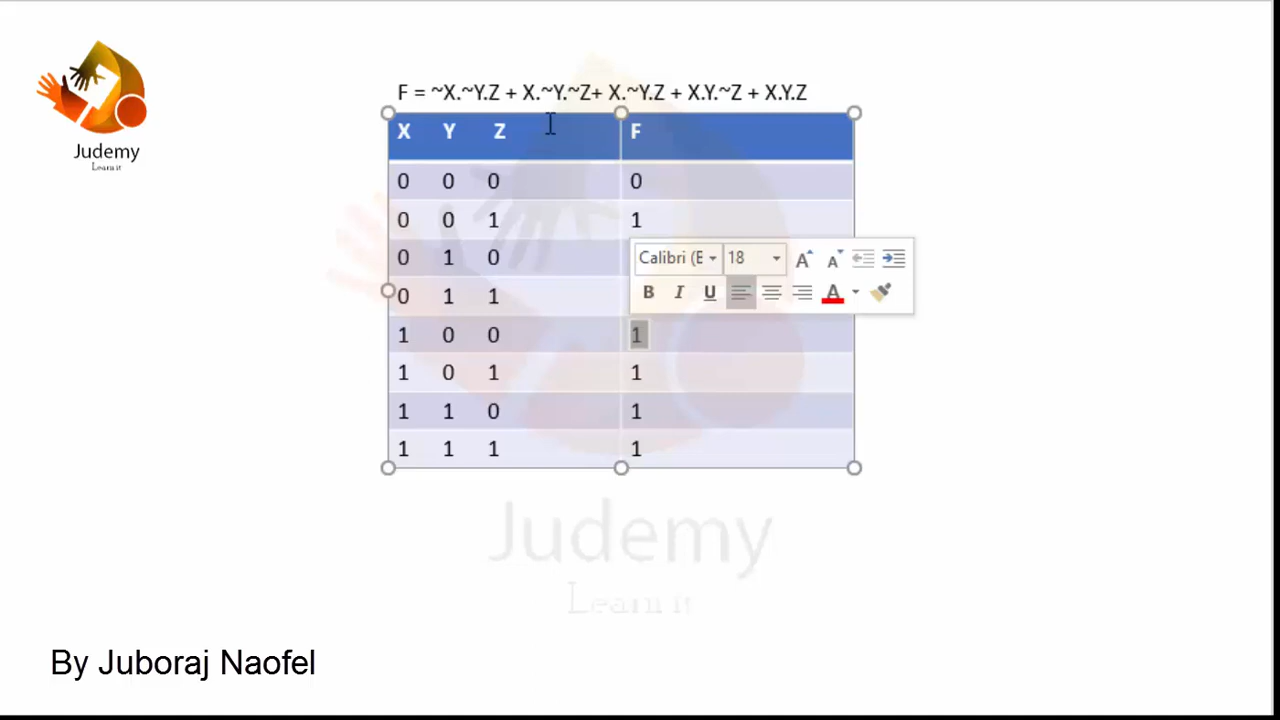 Judemy
Learn it
F = ~X.~Y.Z + X.~Y.~Z+ X.~Y.Z + X.Y.~Z + X.Y.Z
X Y Z F
0 0 0 0
0 0 1 1
0 1 0
Calibri (E 18 A A
0 1 1
B I U A
1 0 0 1
1 0 1 1
1 1 0 1
1 1 1 1
Judemy
Learn it
By Juboraj Naofel